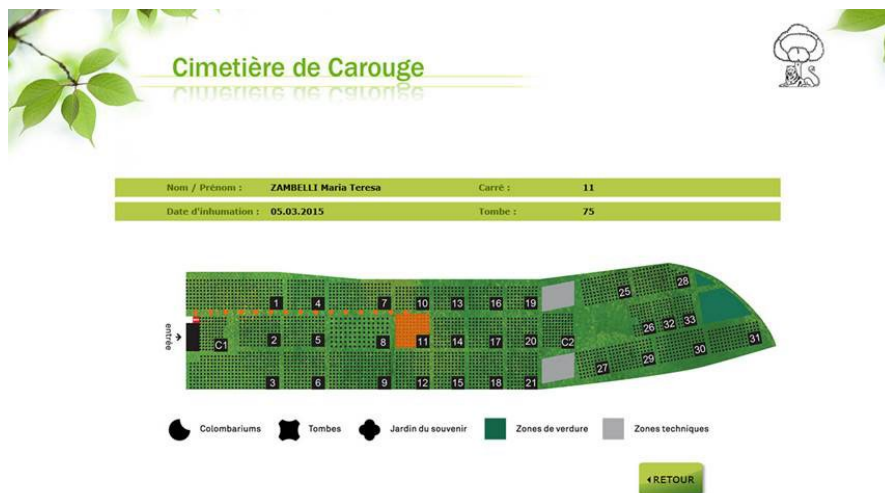 Cimetière de Carouge
Nom / Prénom : ZAMBELLI Maria Teresa Carré : 11
Date d'inhumation : 05.03.2015 Tombe : 75
1 4 7 10 13 16 19 25 28
entrée
C1 2 5 8 11 14 17 20 C2 26 32 33
3 6 9 12 15 18 21 27 29 30 31
Colombariums Tombes Jardin du souvenir Zones de verdure Zones techniques
RETOUR